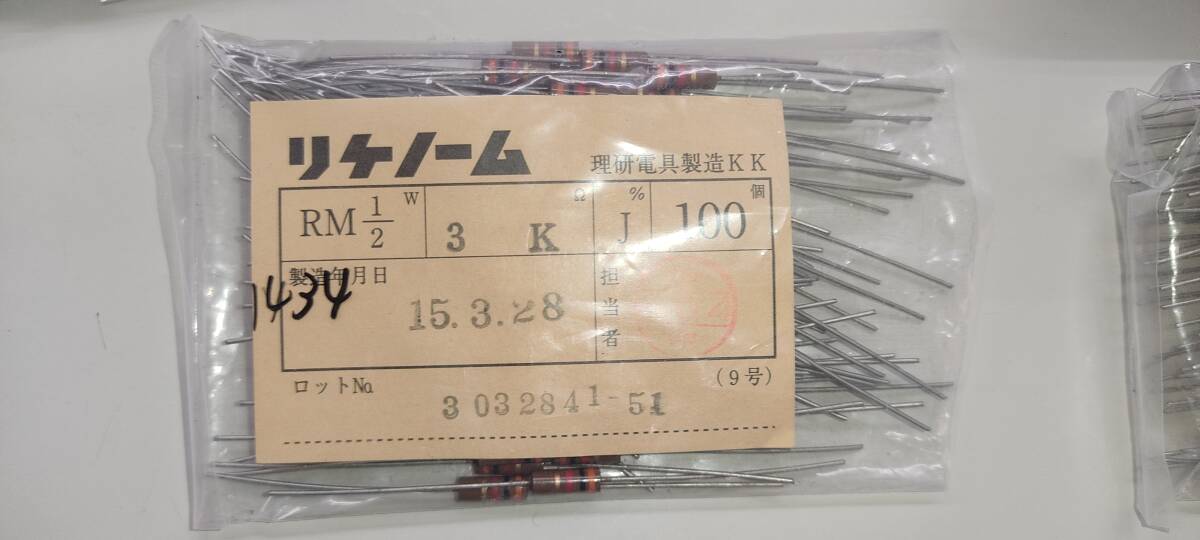 リケノーム
理研電具製造KK
RM 1/2 W 3 K Ω J % 100 個
製造年月日 15.3.28 担当者
1434
ロットNo. 3 032841-51 (9号)